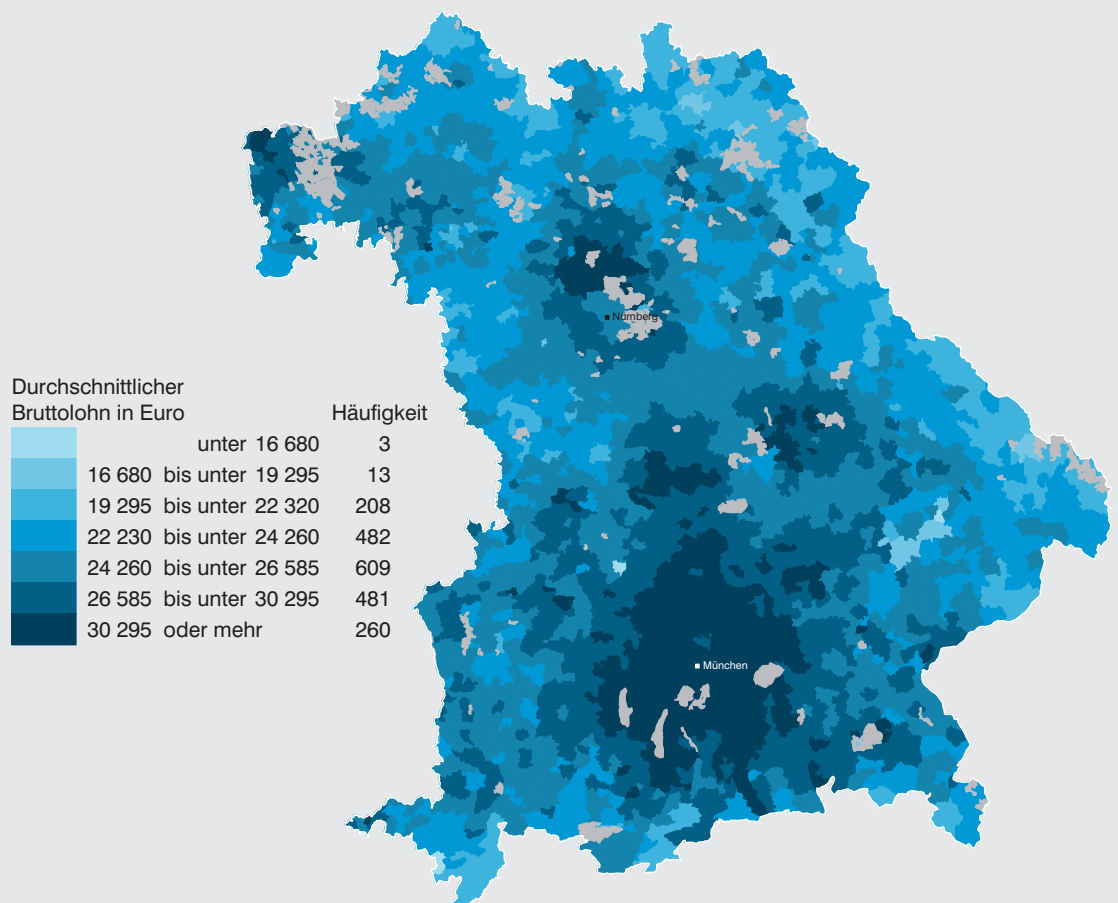 Nürnberg
Durchschnittlicher
Bruttolohn in Euro Häufigkeit
unter 16 680 3
16 680 bis unter 19 295 13
19 295 bis unter 22 320 208
22 230 bis unter 24 260 482
24 260 bis unter 26 585 609
26 585 bis unter 30 295 481
30 295 oder mehr 260
München